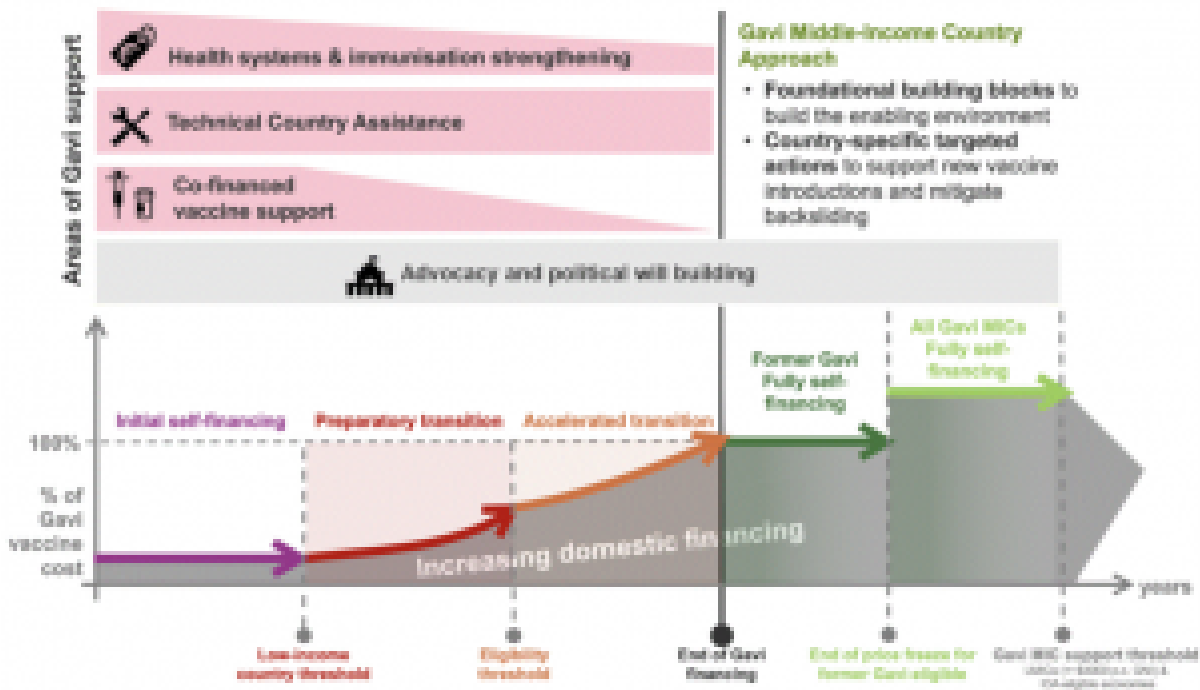 Areas of Gavi support
Health systems & immunisation strengthening
Technical Country Assistance
Co-financed
vaccine support
Advocacy and political will building
Gavi Middle-Income Country
Approach
• Foundational building blocks to
build the enabling environment
• Country-specific targeted
actions to support new vaccine
introductions and mitigate
backsliding
Initial self-financing
Preparatory transition
Accelerated transition
Former Gavi
Fully self-
financing
All Gavi MICs
Fully self-
financing
100%
% of
Gavi
vaccine
cost
Increasing domestic financing
years
Low-income
country threshold
Eligibility
threshold
End of Gavi
financing
End of price freeze for
former Gavi eligible
Gavi MIC support threshold